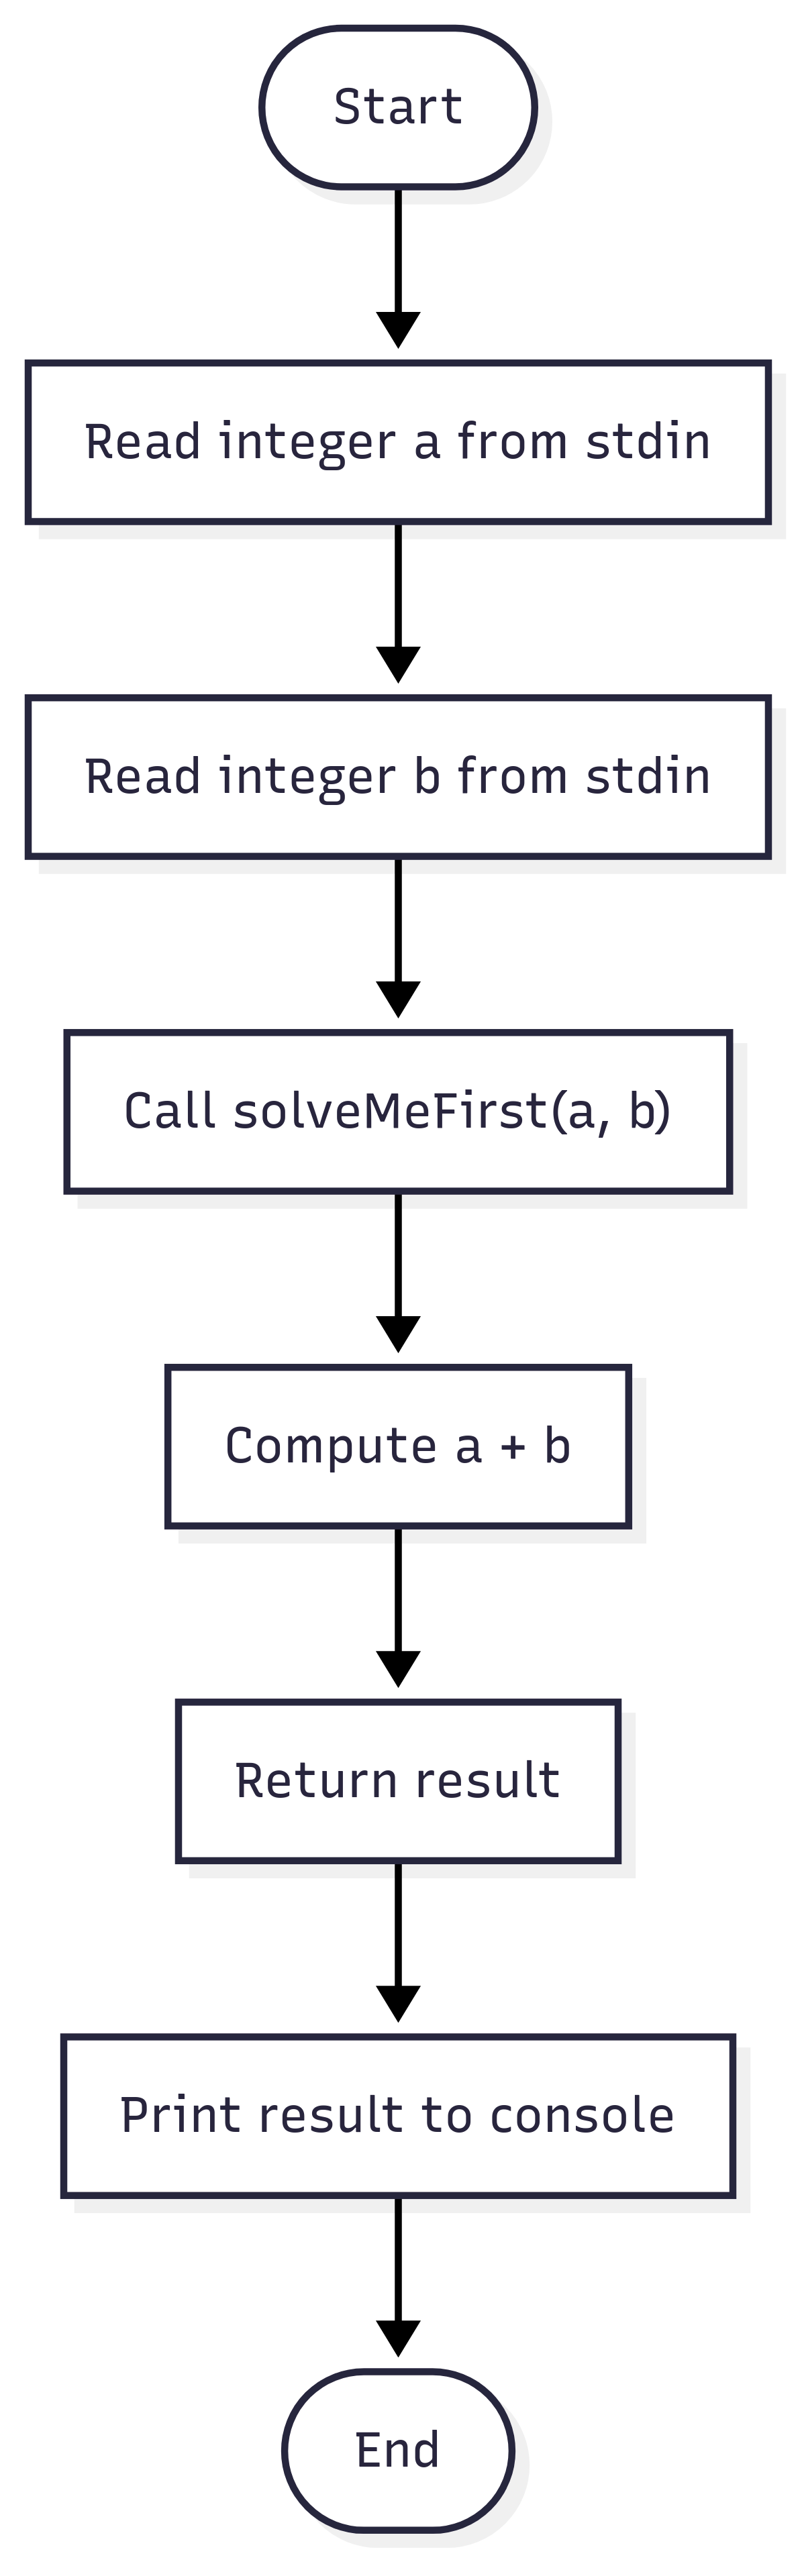 Start
Read integer a from stdin
Read integer b from stdin
Call solveMeFirst(a, b)
Compute a + b
Return result
Print result to console
End